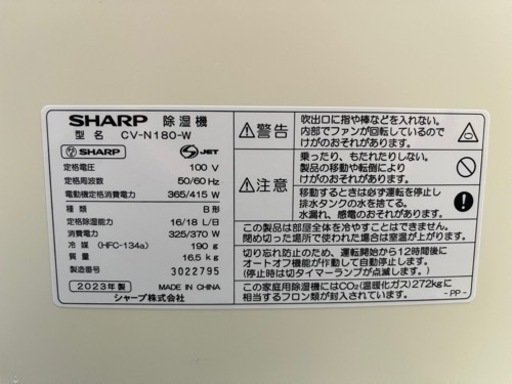 SHARP 除湿機
型 名 CV-N180-W
SHARP JET
定格電圧 100 V
定格周波数 50/60 Hz
電動機定格消費電力 365/415 W
種 類 B形
定格除湿能力 16/18 L/日
消費電力 325/370 W
冷 媒 (HFC-134a) 190 g
質 量 16.5 kg
製造番号 3022795
2023年製 MADE IN CHINA
シャープ株式会社
警告
吹出口に指や棒などを入れない。
内部でファンが回転しているので
けがのおそれがあります。
注意
乗ったり、もたれたりしない。
製品の移動や転倒により
けがのおそれがあります。
移動するときは必ず運転を停止し
排水タンクの水を捨てる。
水漏れ、感電のおそれがあります。
この製品は部屋全体を冷やすことはできません。
閉め切った場所で使われた場合は室温が上がります。
切り忘れ防止のため、運転開始から12時間後に
オートオフ機能が作動して自動停止します。
(停止時は切タイマーランプが点滅します。)
この家庭用除湿機にはCO₂(温暖化ガス)272kgに
相当するフロン類が封入されています。 -PP-